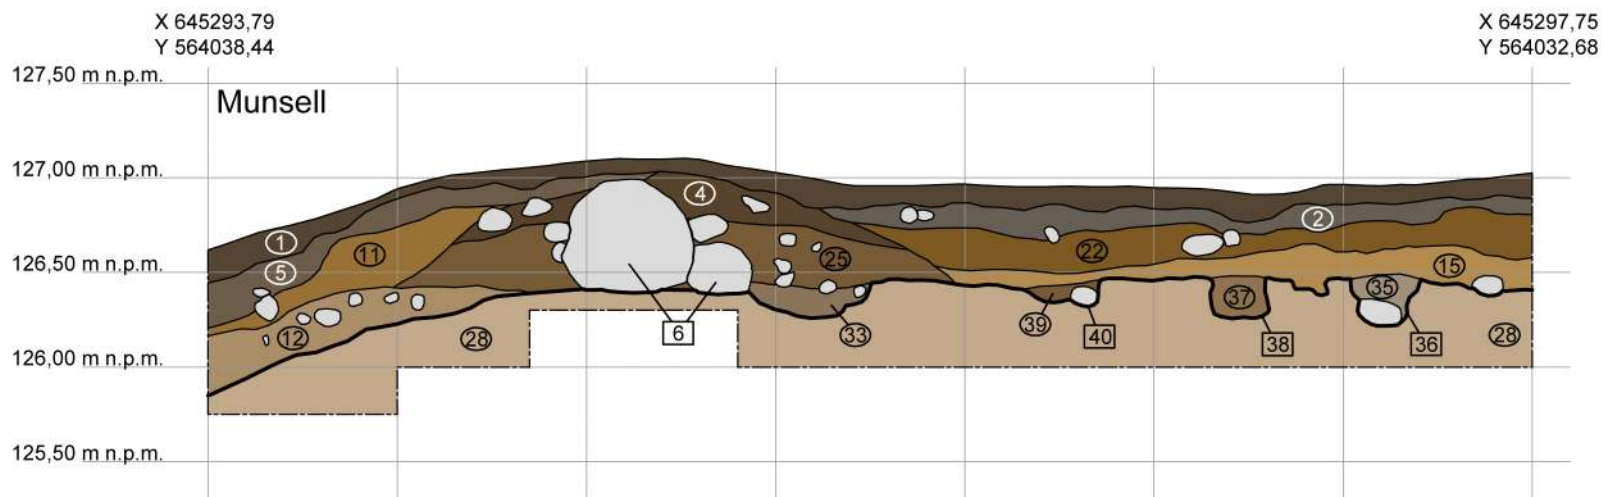 X 645293,79
Y 564038,44
X 645297,75
Y 564032,68
127,50 m n.p.m.
Munsell
127,00 m n.p.m.
4
1
2
11
22
25
5
15
126,50 m n.p.m.
35
37
39
12
28
6
33
40
38
36
28
126,00 m n.p.m.
125,50 m n.p.m.